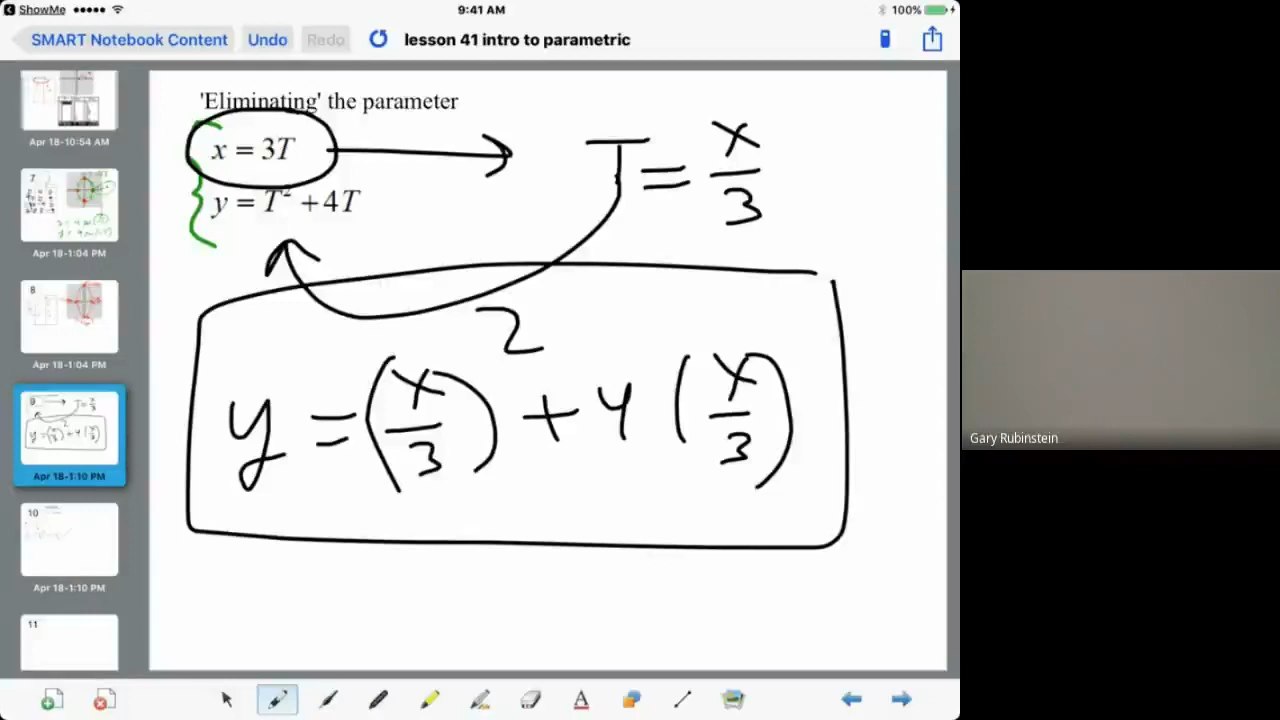 ShowMe
9:41 AM
100%
SMART Notebook Content
Undo
Redo
lesson 41 intro to parametric
'Eliminating' the parameter
x = 3T
T = x/3
y = T² + 4T
y = (x/3)² + 4(x/3)
Apr 18-10:54 AM
7
Apr 18-1:04 PM
8
Apr 18-1:04 PM
9
Apr 18-1:10 PM
10
Apr 18-1:10 PM
11
A
Gary Rubinstein